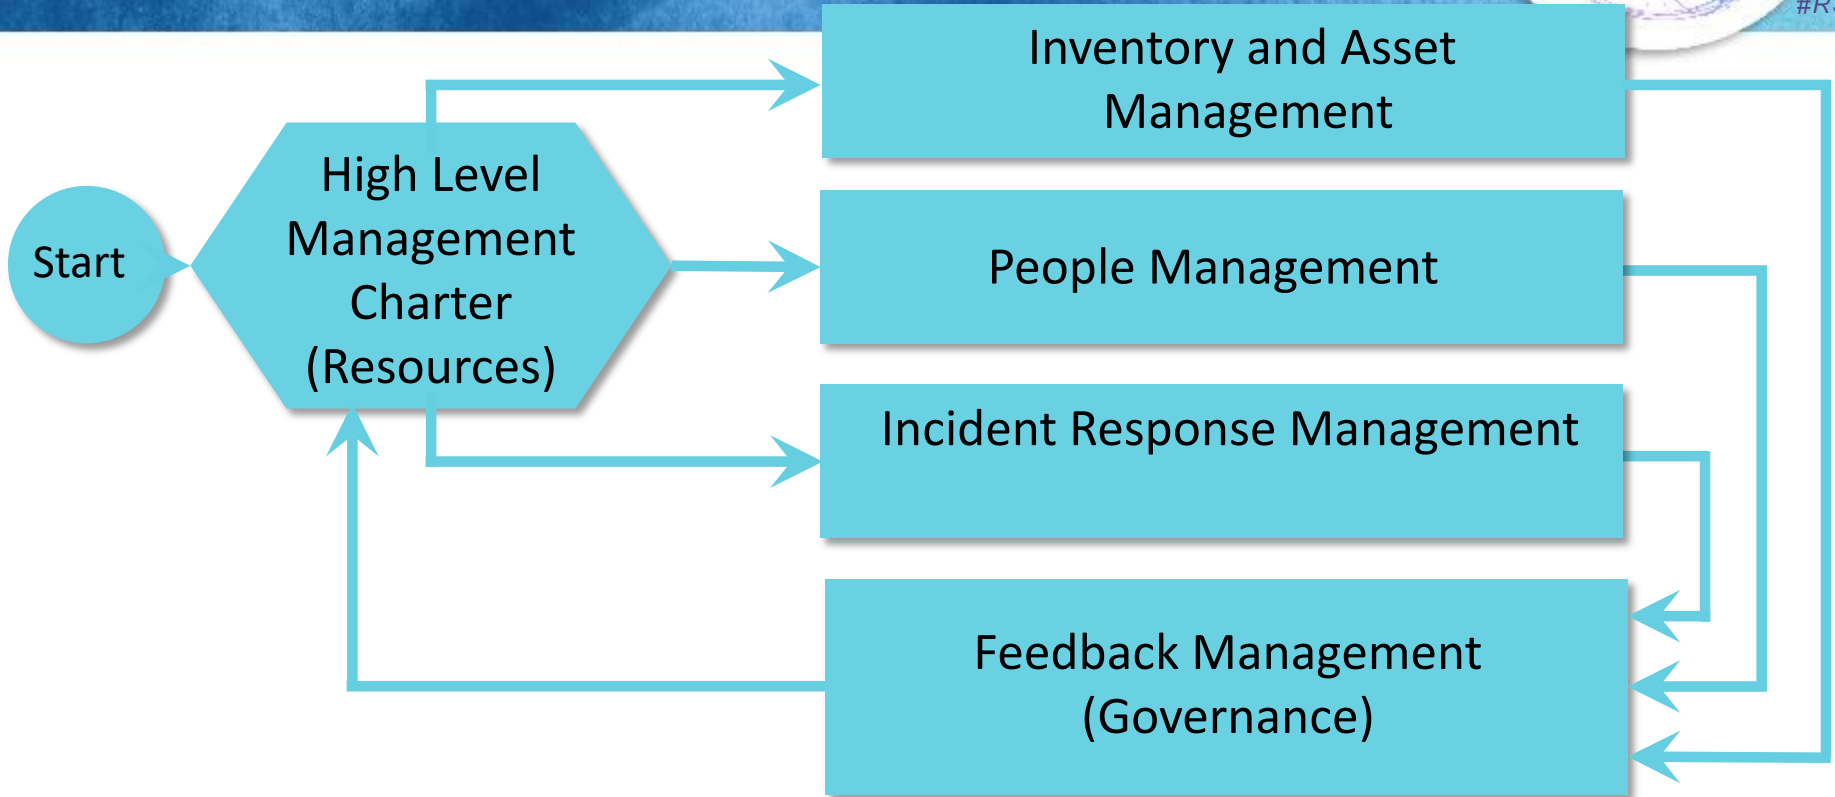 Inventory and Asset
Management
High Level
Management
Charter
(Resources)
Start
People Management
Incident Response Management
Feedback Management
(Governance)